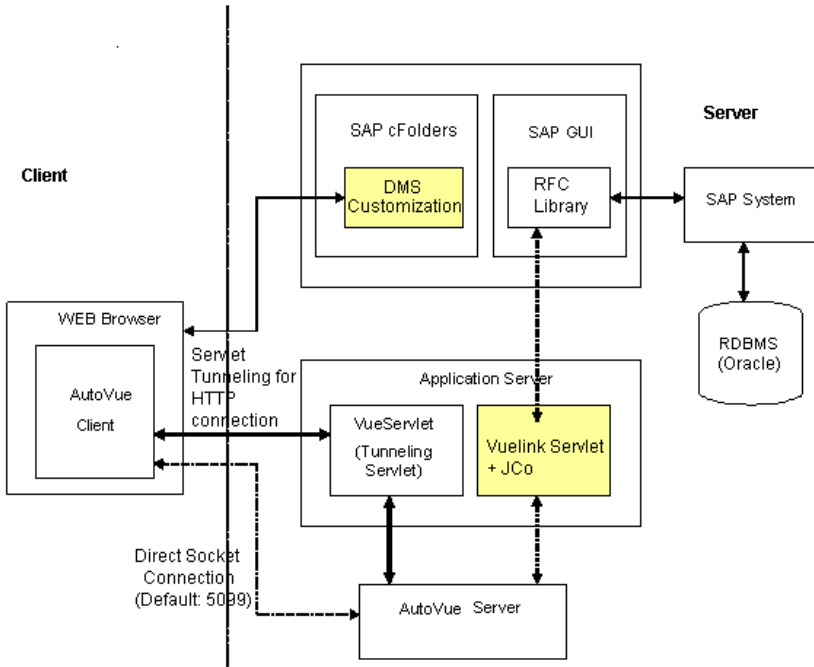 Client
Server
SAP cFolders
DMS
Customization
SAP GUI
RFC
Library
SAP System
RDBMS
(Oracle)
WEB Browser
AutoVue
Client
Servlet
Tunneling for
HTTP
connection
Application Server
VueServlet
(Tunneling
Servlet)
Vuelink Servlet
+ JCo
Direct Socket
Connection
(Default: 5099)
AutoVue Server